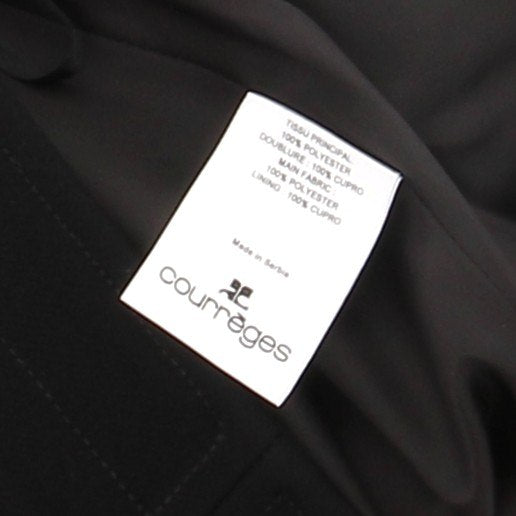 TISSU PRINCIPAL:
100% POLYESTER
DOUBLURE : 100% CUPRO
MAIN FABRIC :
100% POLYESTER
LINING : 100% CUPRO
Made in Serbia
courrèges